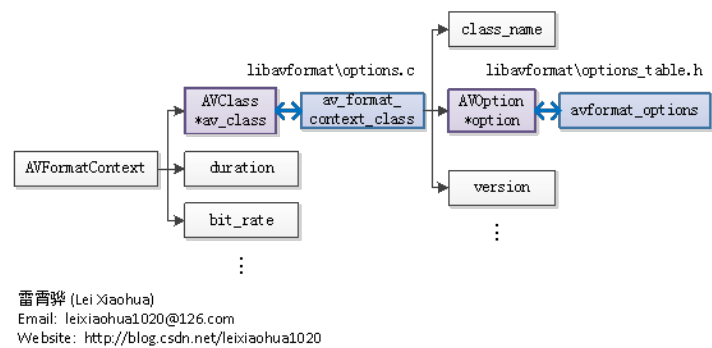 class_name
libavformat\options.c
libavformat\options_table.h
AVClass
*av_class
av_format_
context_class
AVOption
*option
avformat_options
AVFormatContext
duration
version
bit_rate
⋮
⋮
雷霄骅 (Lei Xiaohua)
Email: leixiaohua1020@126.com
Website: http://blog.csdn.net/leixiaohua1020